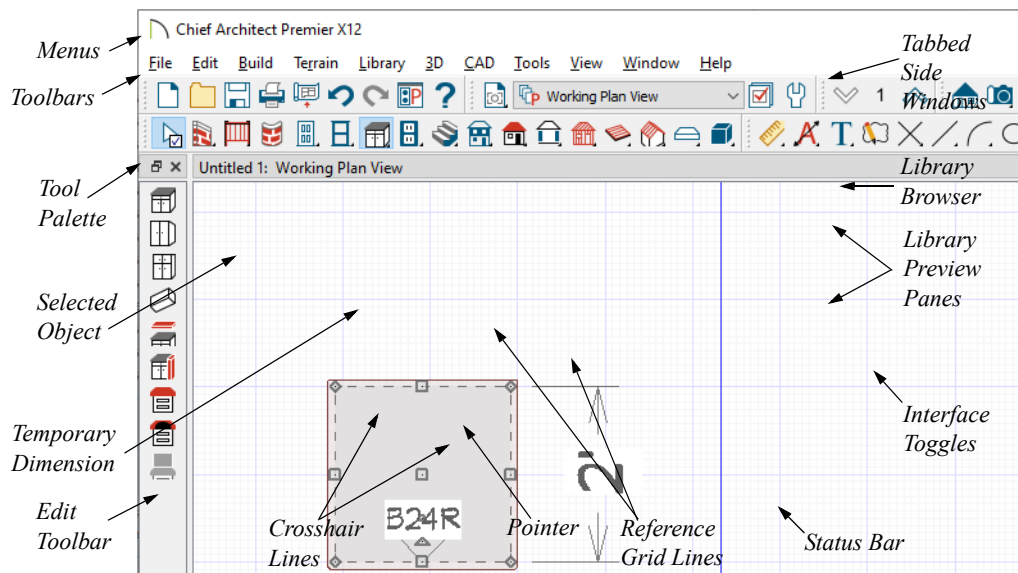 Chief Architect Premier X12
Menus
File Edit Build Terrain Library 3D CAD Tools View Window Help
Toolbars
Tabbed
Side
Windows
Working Plan View
1
Untitled 1: Working Plan View
Tool
Palette
Library
Browser
Library
Preview
Panes
Selected
Object
Temporary
Dimension
Interface
Toggles
2'
B24R
Edit
Toolbar
Crosshair
Lines
Pointer
Reference
Grid Lines
Status Bar